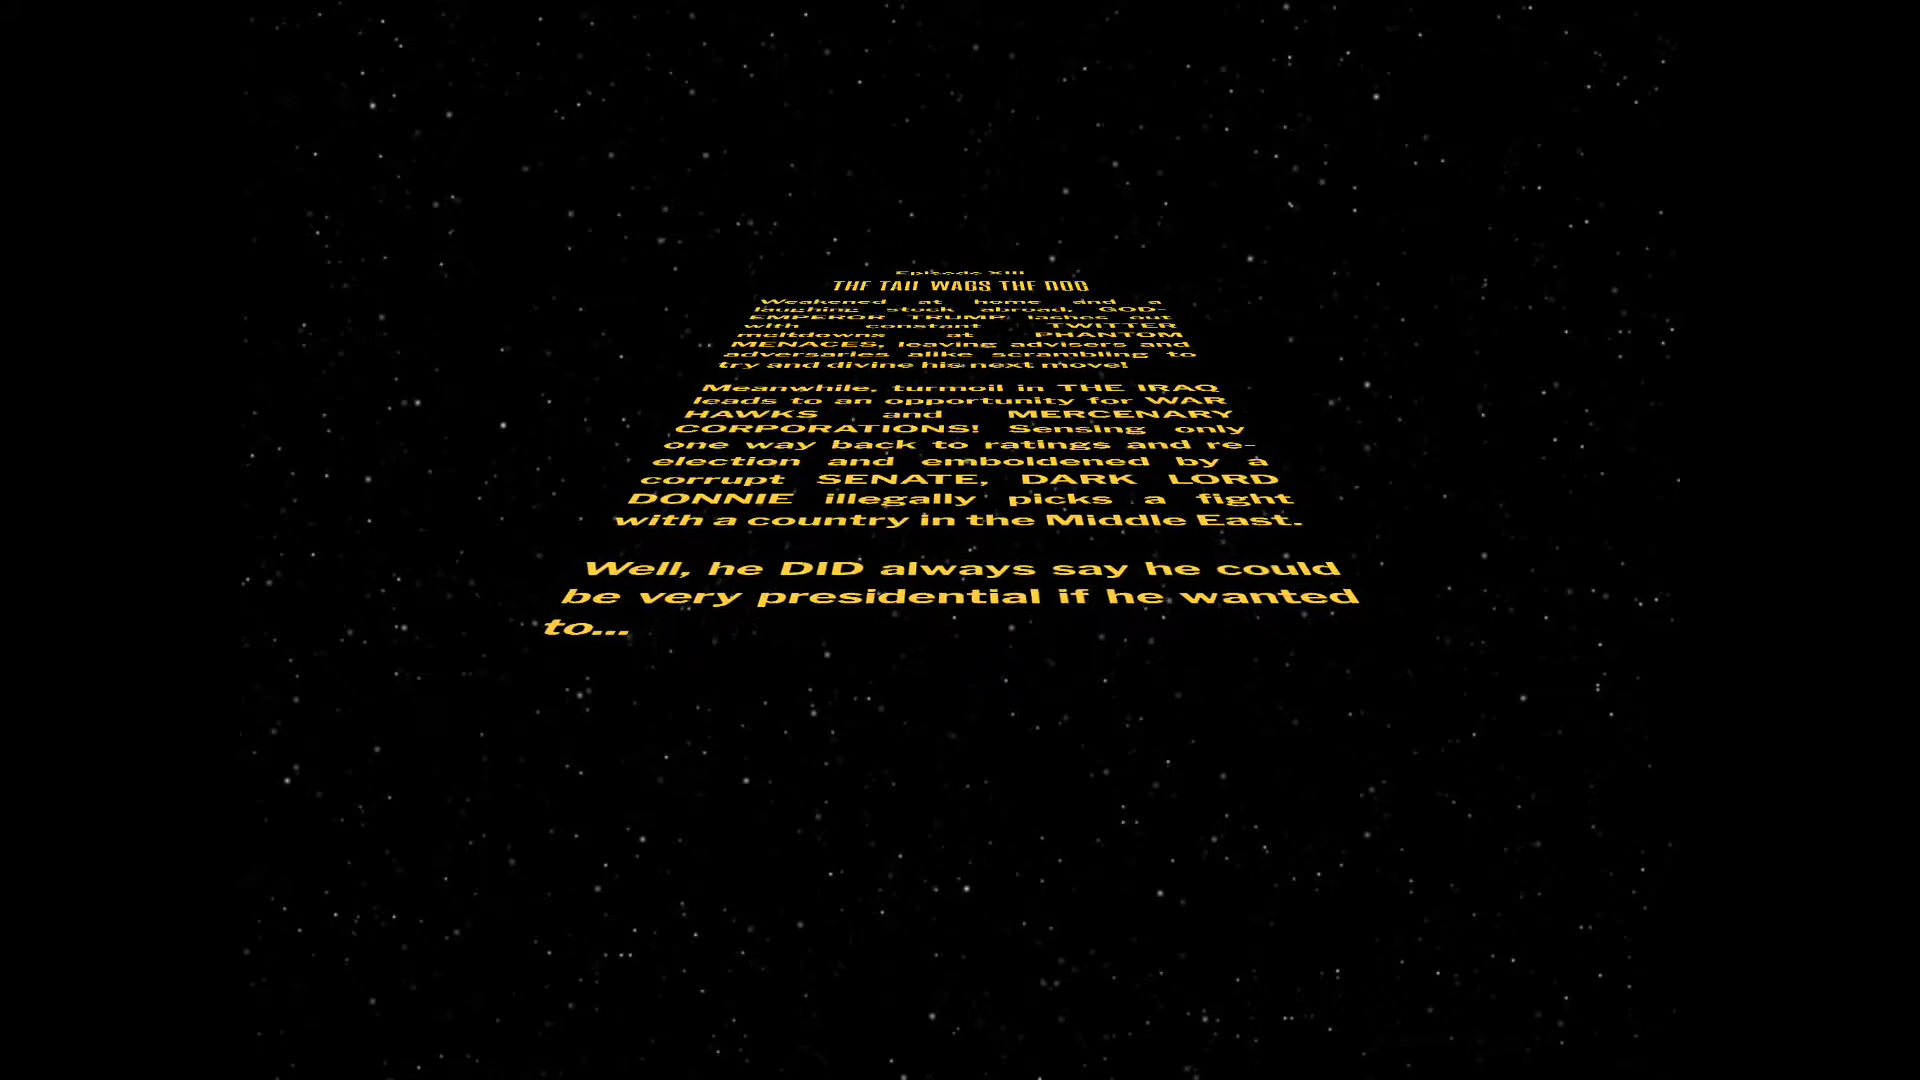 Episode XIII
THE TAIL WAGS THE DOG
Weakened at home and a
laughing stock abroad, GOD-
EMPEROR TRUMP lashes out
with constant TWITTER
meltdowns at PHANTOM
MENACES, leaving advisers and
adversaries alike scrambling to
try and divine his next move!
Meanwhile, turmoil in THE IRAQ
leads to an opportunity for WAR
HAWKS and MERCENARY
CORPORATIONS! Sensing only
one way back to ratings and re-
election and emboldened by a
corrupt SENATE, DARK LORD
DONNIE illegally picks a fight
with a country in the Middle East.
Well, he DID always say he could
be very presidential if he wanted
to...